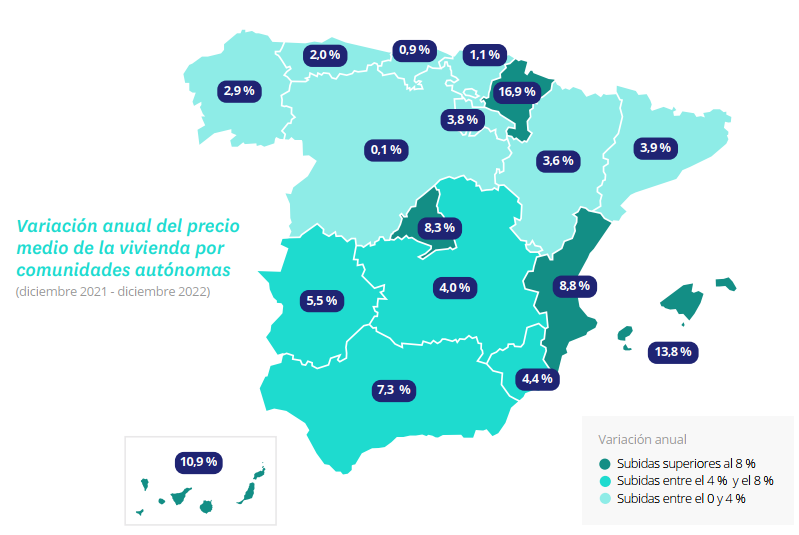 2,0 %
0,9 %
1,1 %
2,9 %
16,9 %
3,8 %
0,1 %
3,6 %
3,9 %
Variación anual del precio
medio de la vivienda por
comunidades autónomas
(diciembre 2021 - diciembre 2022)
8,3 %
5,5 %
4,0 %
8,8 %
13,8 %
7,3 %
4,4 %
10,9 %
Variación anual
Subidas superiores al 8 %
Subidas entre el 4 % y el 8 %
Subidas entre el 0 y 4 %